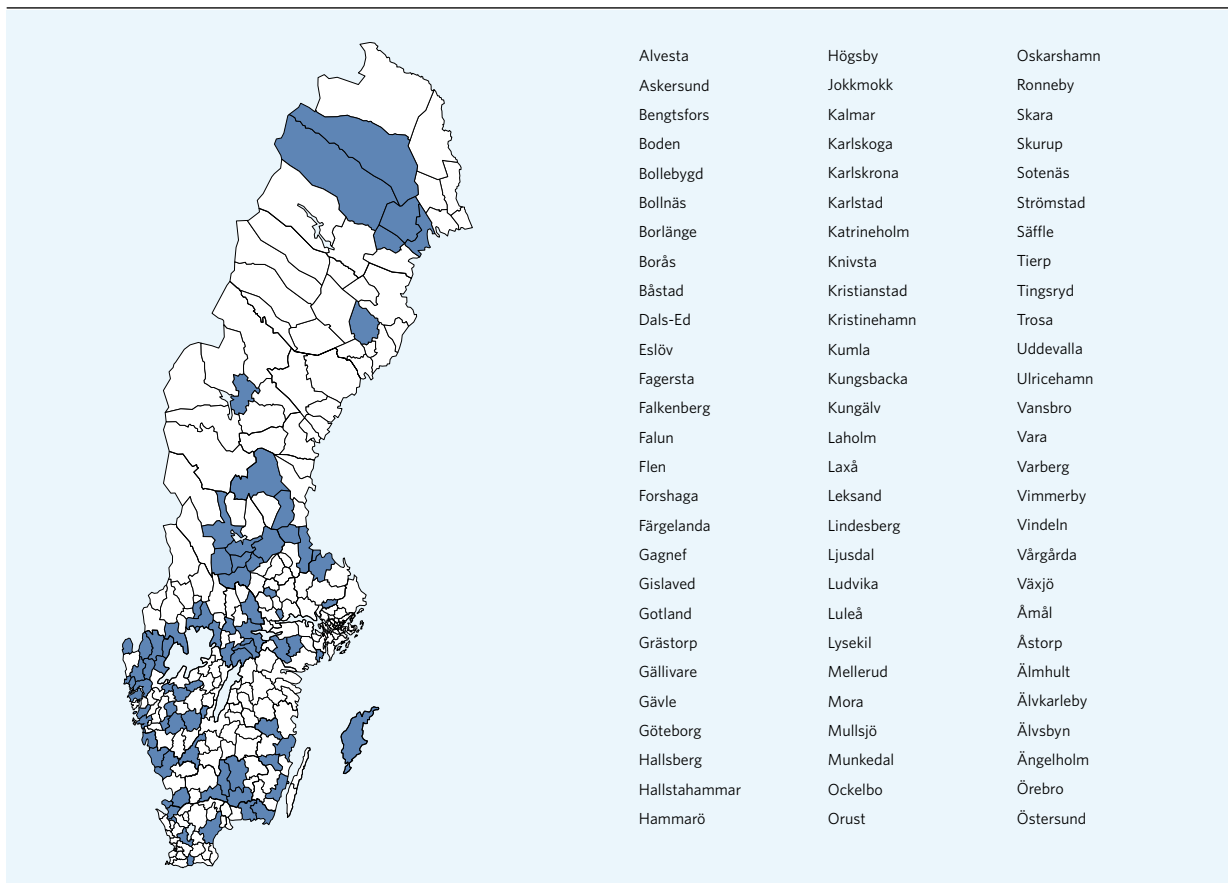 Alvesta
Askersund
Bengtsfors
Boden
Bollebygd
Bollnäs
Borlänge
Borås
Båstad
Dals-Ed
Eslöv
Fagersta
Falkenberg
Falun
Flen
Forshaga
Färgelanda
Gagnef
Gislaved
Gotland
Grästorp
Gällivare
Gävle
Göteborg
Hallsberg
Hallstahammar
Hammarö
Högsby
Jokkmokk
Kalmar
Karlskoga
Karlskrona
Karlstad
Katrineholm
Knivsta
Kristianstad
Kristinehamn
Kumla
Kungsbacka
Kungälv
Laholm
Laxå
Leksand
Lindesberg
Ljusdal
Ludvika
Luleå
Lysekil
Mellerud
Mora
Mullsjö
Munkedal
Ockelbo
Orust
Oskarshamn
Ronneby
Skara
Skurup
Sotenäs
Strömstad
Säffle
Tierp
Tingsryd
Trosa
Uddevalla
Ulricehamn
Vansbro
Vara
Varberg
Vimmerby
Vindeln
Vårgårda
Växjö
Åmål
Åstorp
Älmhult
Älvkarleby
Älvsbyn
Ängelholm
Örebro
Östersund